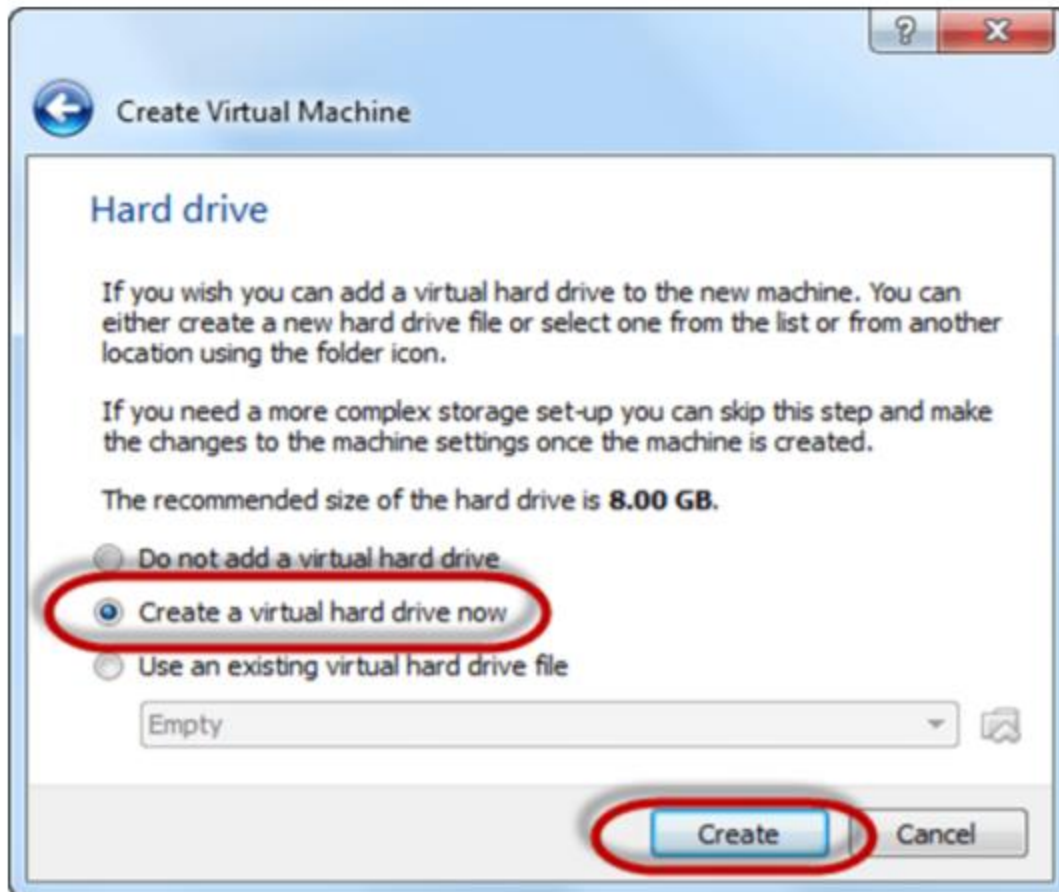 Create Virtual Machine
Hard drive
If you wish you can add a virtual hard drive to the new machine. You can
either create a new hard drive file or select one from the list or from another
location using the folder icon.
If you need a more complex storage set-up you can skip this step and make
the changes to the machine settings once the machine is created.
The recommended size of the hard drive is 8.00 GB.
Do not add a virtual hard drive
Create a virtual hard drive now
Use an existing virtual hard drive file
Empty
Create Cancel